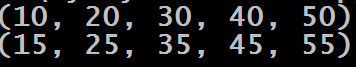 (10, 20, 30, 40, 50)
(15, 25, 35, 45, 55)